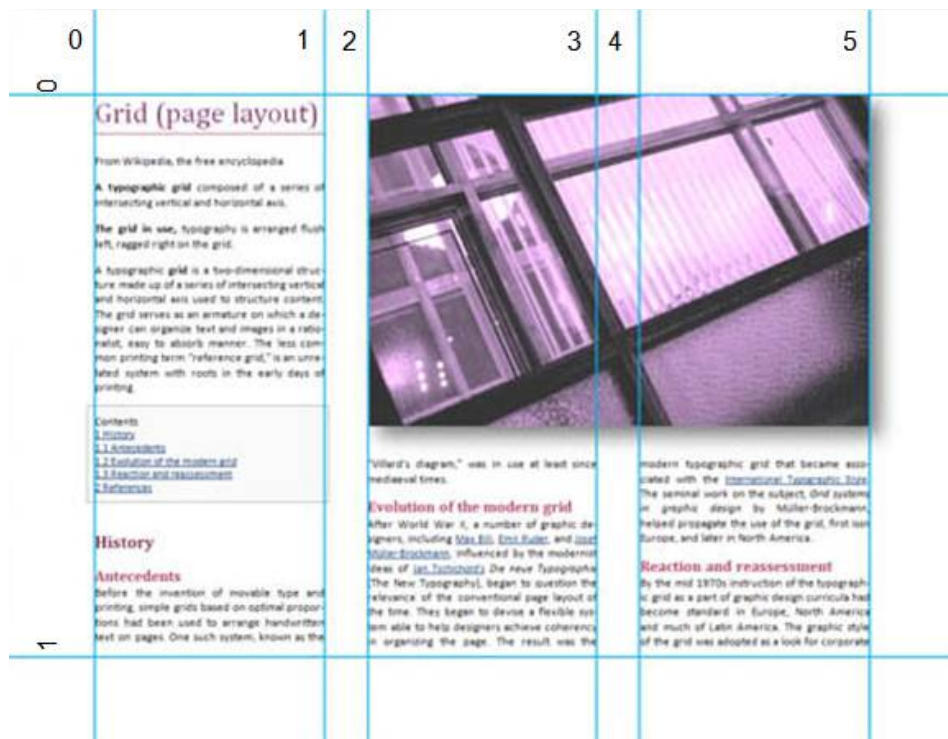 0 1 2 3 4 5
0
Grid (page layout)
From Wikipedia, the free encyclopedia
A typographic grid composed of a series of
intersecting vertical and horizontal axis.
The grid in use, typography is arranged flush
left, ragged right on the grid.
A typographic grid is a two-dimensional struc-
ture made up of a series of intersecting vertical
and horizontal axis used to structure content.
The grid serves as an armature on which a de-
signer can organize text and images in a ratio-
nalist, easy to absorb manner. The less com-
mon printing term "reference grid," is an unre-
lated system with roots in the early days of
printing.
Contents
1 History
1.1 Antecedents
1.2 Evolution of the modern grid
1.3 Reaction and reassessment
2 References
History
Antecedents
Before the invention of movable type and
printing, simple grids based on optimal propor-
tions had been used to arrange handwritten
text on pages. One such system, known as the
1
"Villard's diagram," was in use at least since
mediaeval times.
Evolution of the modern grid
After World War II, a number of graphic de-
signers, including Max Bill, Emil Ruder, and Josef
Müller-Brockmann, influenced by the modernist
ideas of Jan Tschichold's Die neue Typographie
(The New Typography), began to question the
relevance of the conventional page layout of
the time. They began to devise a flexible sys-
tem able to help designers achieve coherency
in organizing the page. The result was the
modern typographic grid that became asso-
ciated with the International Typographic Style.
The seminal work on the subject, Grid systems
in graphic design by Müller-Brockmann,
helped propagate the use of the grid, first in
Europe, and later in North America.
Reaction and reassessment
By the mid 1970s instruction of the typograph-
ic grid as a part of graphic design curricula had
become standard in Europe, North America
and much of Latin America. The graphic style
of the grid was adopted as a look for corporate